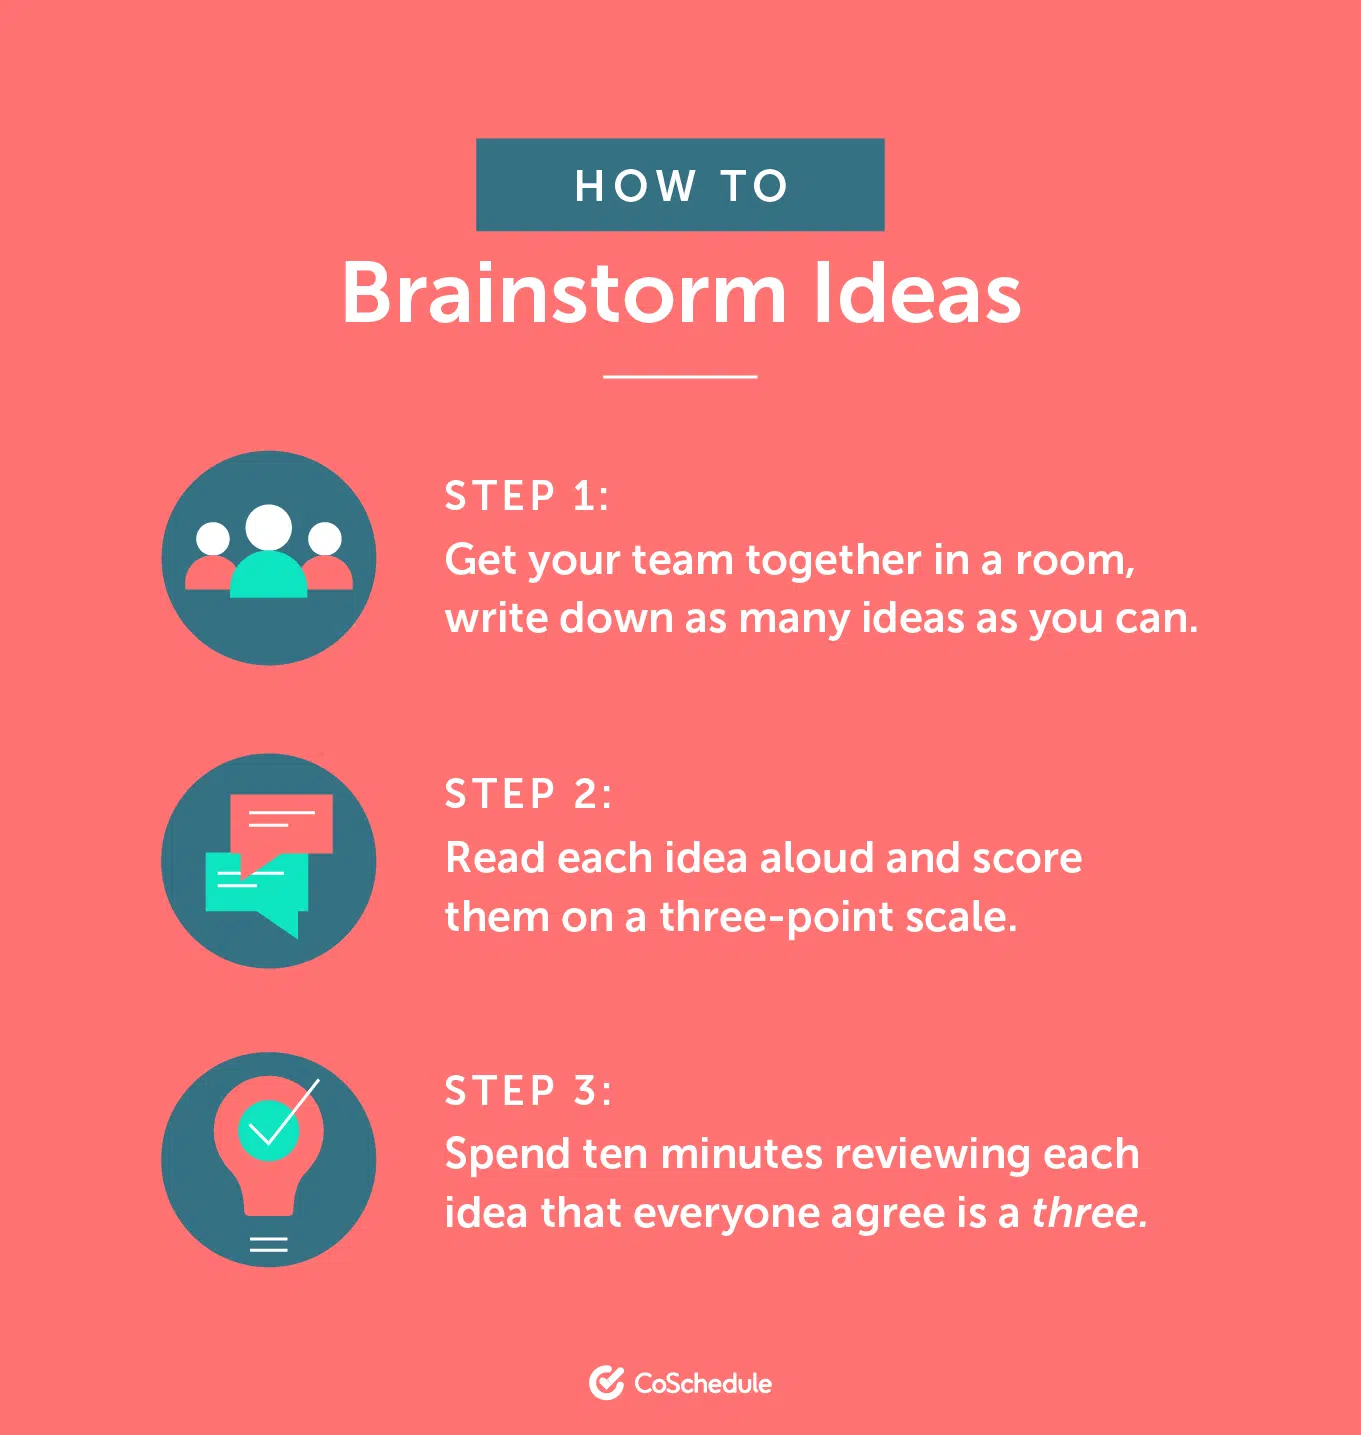 HOW TO
Brainstorm Ideas
STEP 1:
Get your team together in a room,
write down as many ideas as you can.
STEP 2:
Read each idea aloud and score
them on a three-point scale.
STEP 3:
Spend ten minutes reviewing each
idea that everyone agree is a three.
CoSchedule